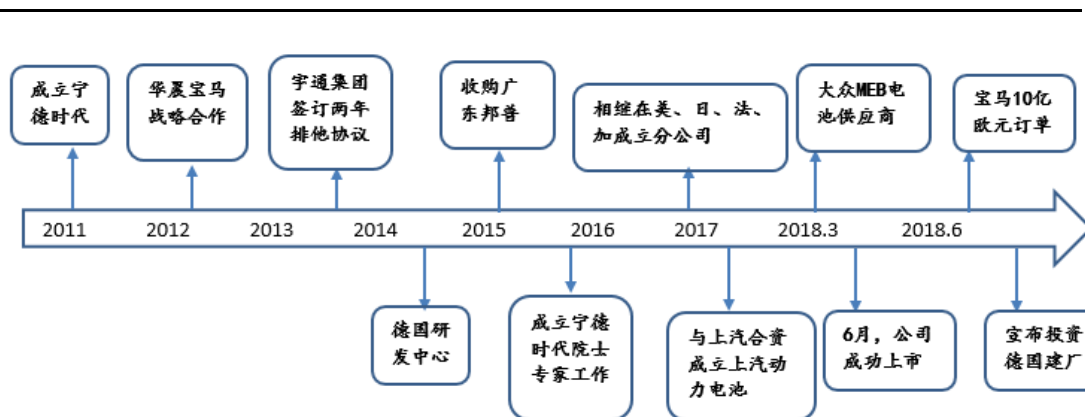 成立宁
德时代
华晨宝马
战略合作
宇通集团
签订两年
排他协议
收购广
东邦普
相继在美、日、法、
加成立分公司
大众MEB电
池供应商
宝马10亿
欧元订单
2011 2012 2013 2014 2015 2016 2017 2018.3 2018.6
德国研
发中心
成立宁德
时代院士
专家工作
与上汽合资
成立上汽动
力电池
6月，公司
成功上市
宣布投资
德国建厂